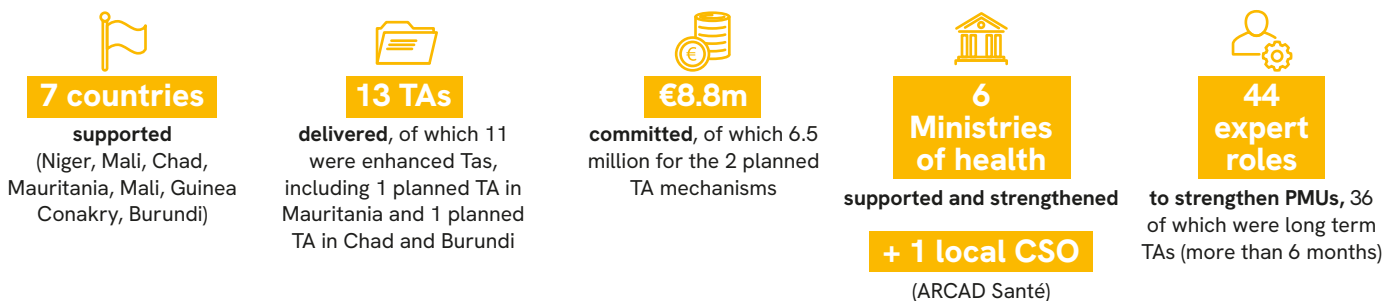 7 countries
supported
(Niger, Mali, Chad,
Mauritania, Mali, Guinea
Conakry, Burundi)
13 TAs
delivered, of which 11
were enhanced Tas,
including 1 planned TA in
Mauritania and 1 planned
TA in Chad and Burundi
€
€8.8m
committed, of which 6.5
million for the 2 planned
TA mechanisms
6
Ministries
of health
supported and strengthened
+ 1 local CSO
(ARCAD Santé)
44
expert
roles
to strengthen PMUs, 36
of which were long term
TAs (more than 6 months)